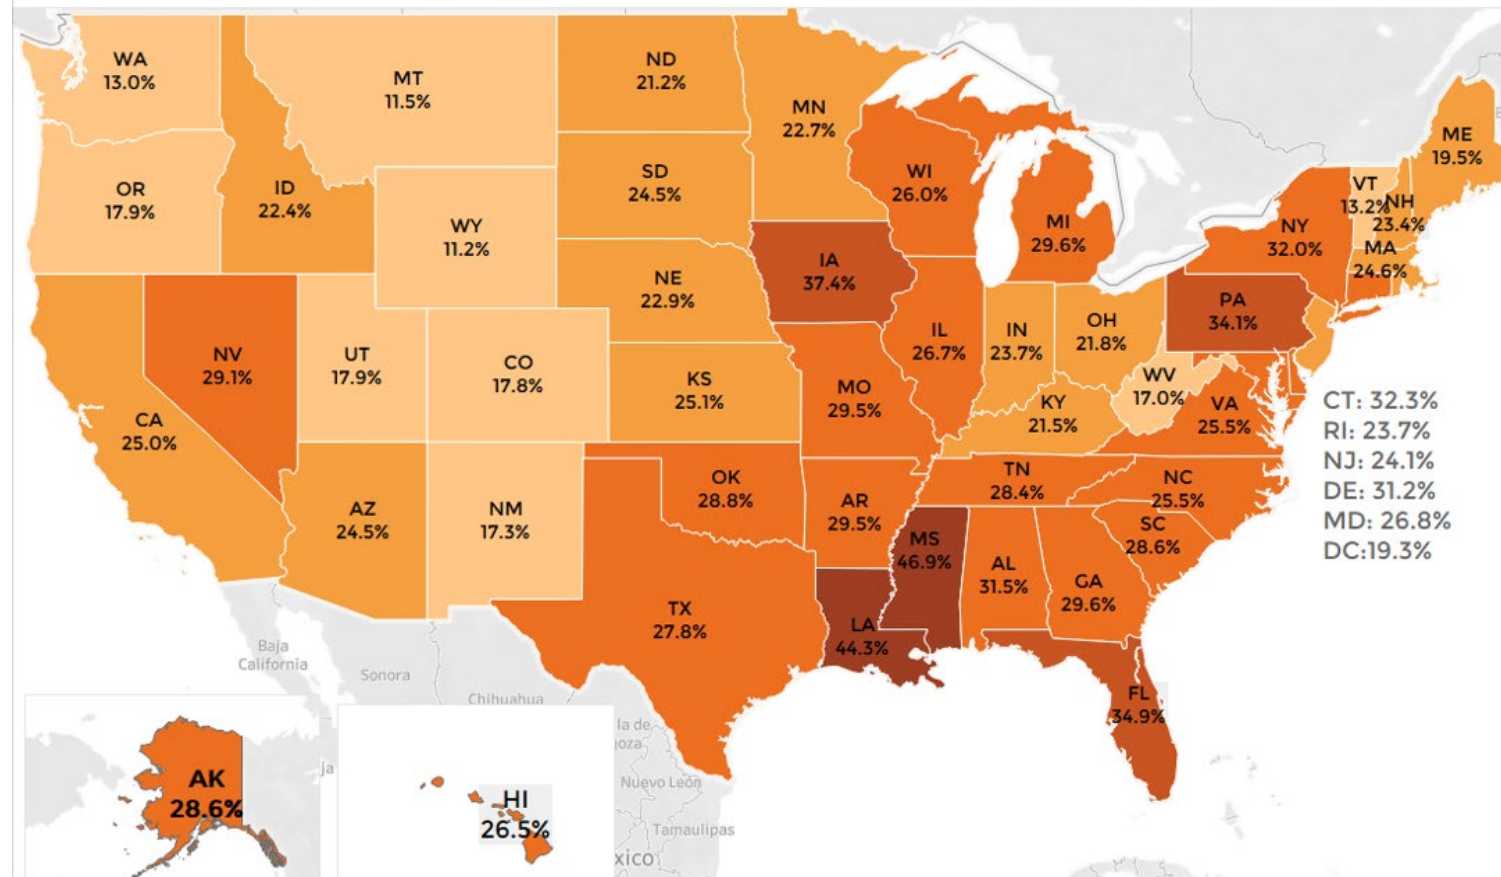 WA
13.0%
MT
11.5%
ND
21.2%
MN
22.7%
ME
19.5%
OR
17.9%
ID
22.4%
SD
24.5%
WI
26.0%
VT
13.2%
NH
23.4%
WY
11.2%
MI
29.6%
NY
32.0%
MA
24.6%
IA
37.4%
NE
22.9%
PA
34.1%
NV
29.1%
UT
17.9%
CO
17.8%
IL
26.7%
IN
23.7%
OH
21.8%
KS
25.1%
MO
29.5%
WV
17.0%
CA
25.0%
KY
21.5%
VA
25.5%
CT: 32.3%
RI: 23.7%
NJ: 24.1%
DE: 31.2%
MD: 26.8%
DC:19.3%
AZ
24.5%
NM
17.3%
OK
28.8%
AR
29.5%
TN
28.4%
NC
25.5%
SC
28.6%
MS
46.9%
AL
31.5%
GA
29.6%
TX
27.8%
LA
44.3%
FL
34.9%
Baja
California
Sonora
Chihuahua
la de
oza
ja
Nuevo León
Tamaulipas
xico
AK
28.6%
HI
26.5%